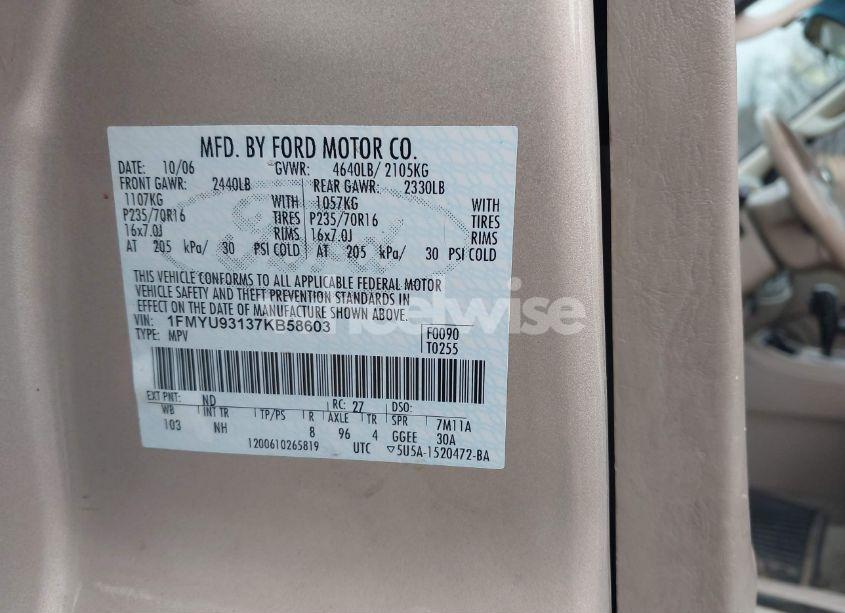 MFD. BY FORD MOTOR CO.
DATE: 10/06 GVWR: 4640LB/ 2105KG
FRONT GAWR: 2440LB REAR GAWR: 2330LB
1107KG WITH 1057KG WITH
P235/70R16 TIRES P235/70R16 TIRES
16x7.0J RIMS 16x7.0J RIMS
AT 205 kPa/ 30 PSI COLD AT 205 kPa/ 30 PSI COLD
THIS VEHICLE CONFORMS TO ALL APPLICABLE FEDERAL MOTOR
VEHICLE SAFETY AND THEFT PREVENTION STANDARDS IN
EFFECT ON THE DATE OF MANUFACTURE SHOWN ABOVE.
VIN: 1FMYU93137KB58603 F0090
TYPE: MPV T0255
EXT PNT: ND RC: 27 DSO:
WB INT TR TP/PS R AXLE TR SPR 7M11A
103 NH 8 96 4 GGEE 30A
1200610265819 UTC ▽5U5A-1520472-BA